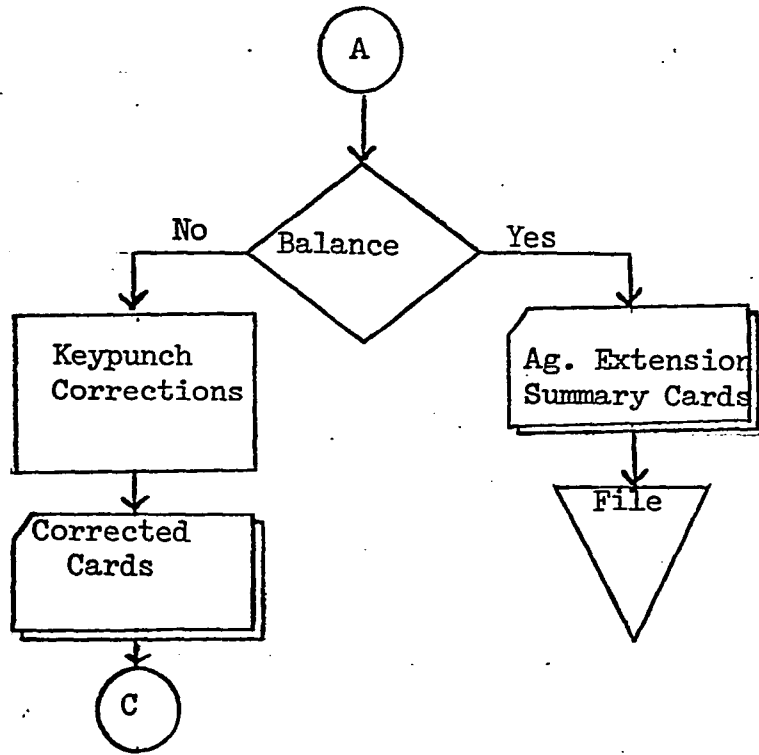 A
No
Balance
Yes
Keypunch
Corrections
Ag. Extension
Summary Cards
Corrected
Cards
File
C